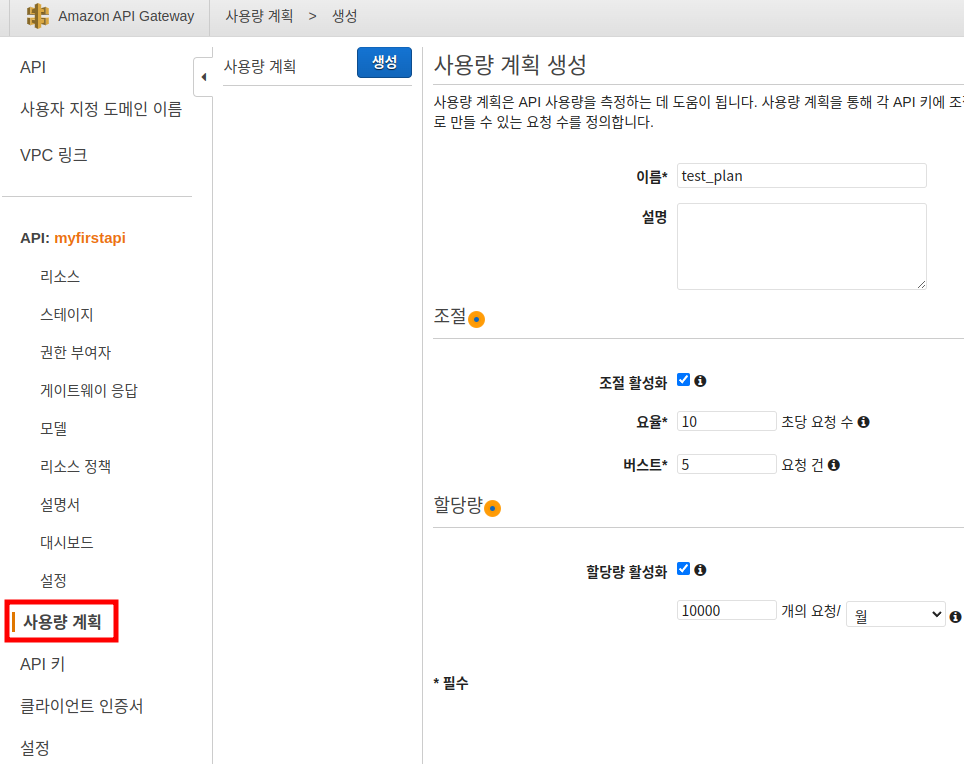 Amazon API Gateway 사용량 계획 > 생성
API
사용자 지정 도메인 이름
VPC 링크
API: myfirstapi
리소스
스테이지
권한 부여자
게이트웨이 응답
모델
리소스 정책
설명서
대시보드
설정
사용량 계획
API 키
클라이언트 인증서
설정
사용량 계획 생성
사용량 계획 생성
사용량 계획은 API 사용량을 측정하는 데 도움이 됩니다. 사용량 계획을 통해 각 API 키에
로 만들 수 있는 요청 수를 정의합니다.
이름* test_plan
설명
조절
조절 활성화
요율* 10 초당 요청 수
버스트* 5 요청 건
할당량
할당량 활성화
10000 개의 요청/ 월
* 필수